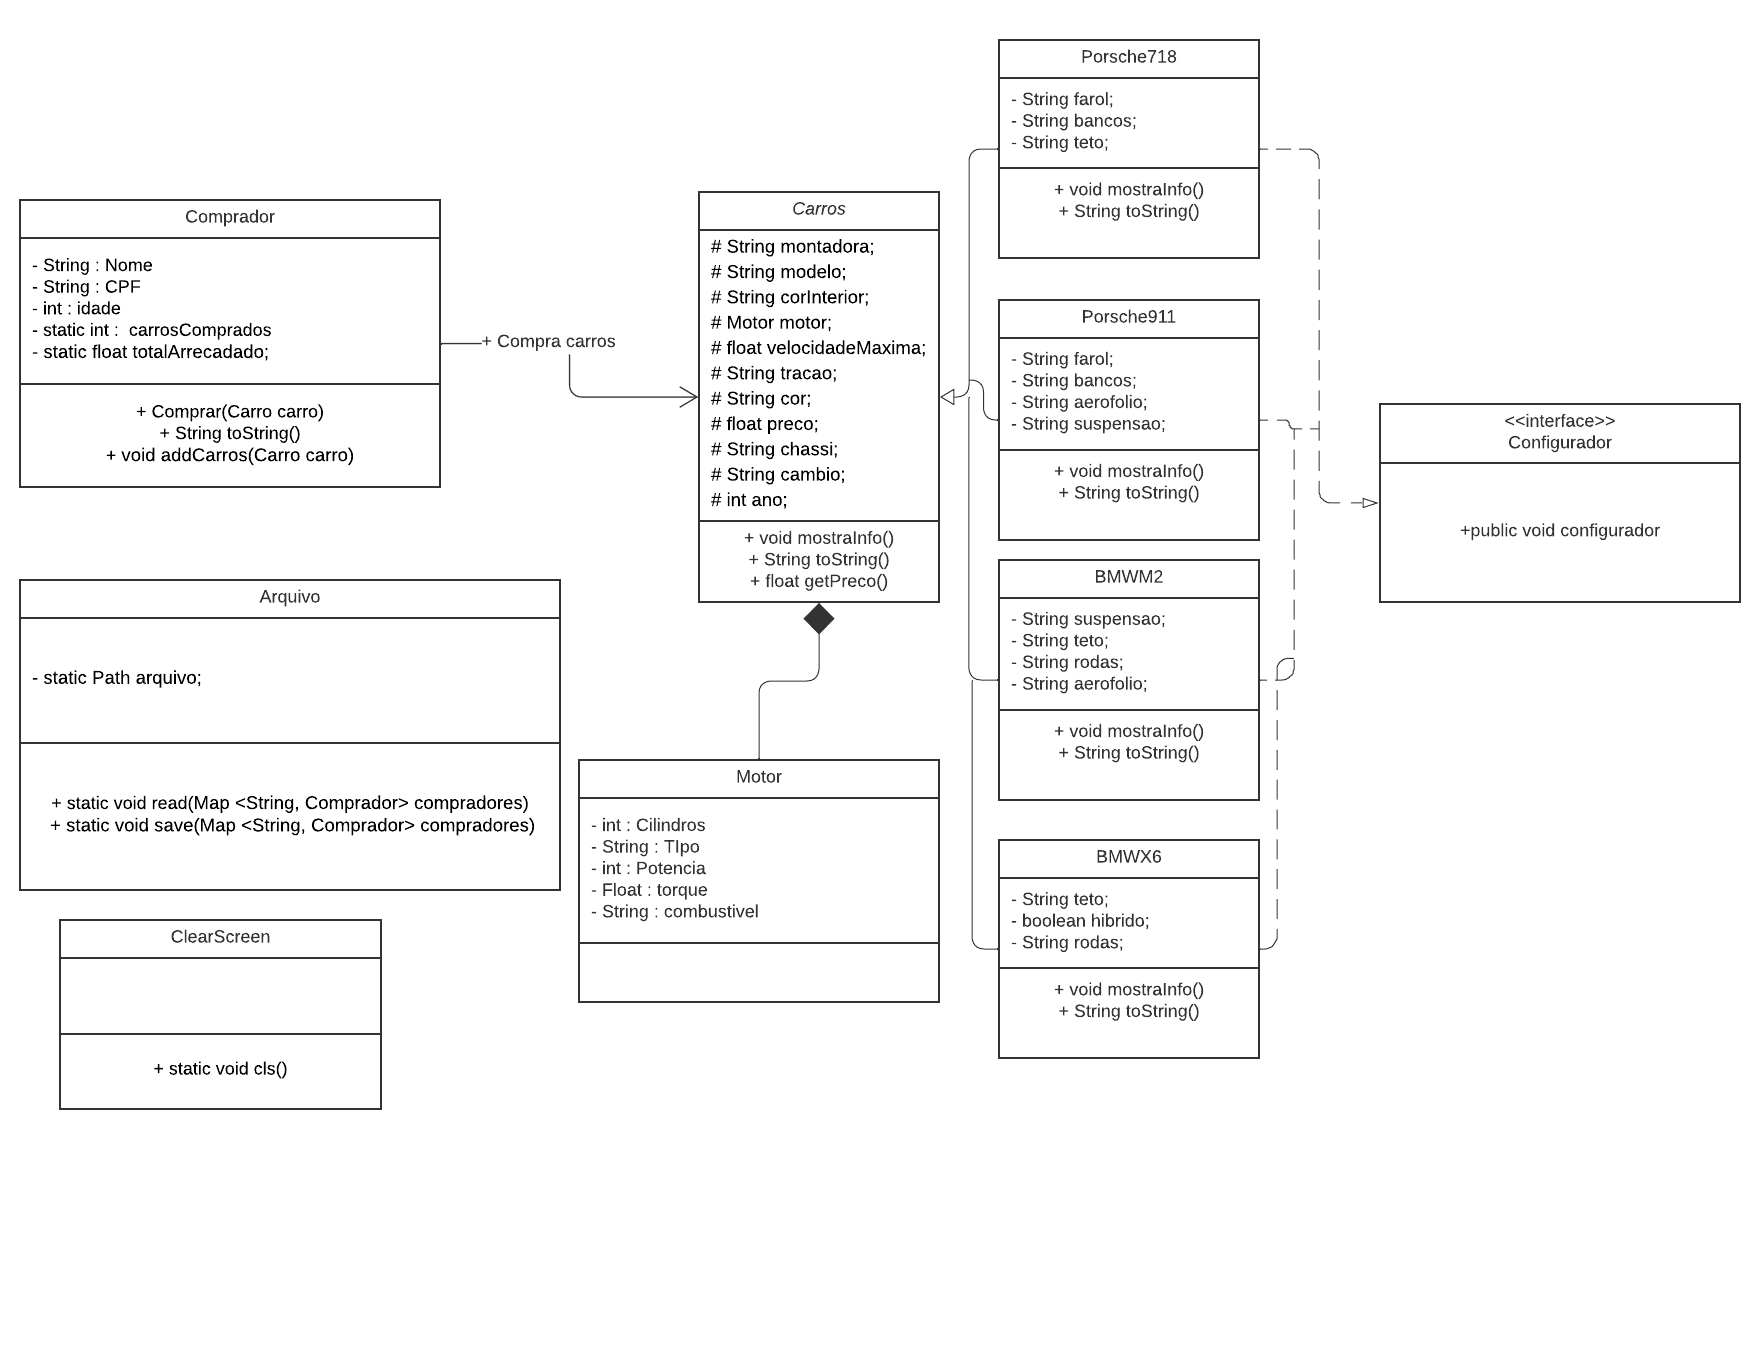 Porsche718
- String farol;
- String bancos;
- String teto;
+ void mostraInfo()
+ String toString()
Comprador
- String : Nome
- String : CPF
- int : idade
- static int :  carrosComprados
- static float totalArrecadado;
+ Comprar(Carro carro)
+ String toString()
+ void addCarros(Carro carro)
+ Compra carros
Carros
# String montadora;
# String modelo;
# String corInterior;
# Motor motor;
# float velocidadeMaxima;
# String tracao;
# String cor;
# float preco;
# String chassi;
# String cambio;
# int ano;
+ void mostraInfo()
+ String toString()
+ float getPreco()
Porsche911
- String farol;
- String bancos;
- String aerofolio;
- String suspensao;
+ void mostraInfo()
+ String toString()
<<interface>>
Configurador
+public void configurador
BMWM2
- String suspensao;
- String teto;
- String rodas;
- String aerofolio;
+ void mostraInfo()
+ String toString()
Arquivo
- static Path arquivo;
+ static void read(Map <String, Comprador> compradores)
+ static void save(Map <String, Comprador> compradores)
Motor
- int : Cilindros
- String : TIpo
- int : Potencia
- Float : torque
- String : combustivel
BMWX6
- String teto;
- boolean hibrido;
- String rodas;
+ void mostraInfo()
+ String toString()
ClearScreen
+ static void cls()